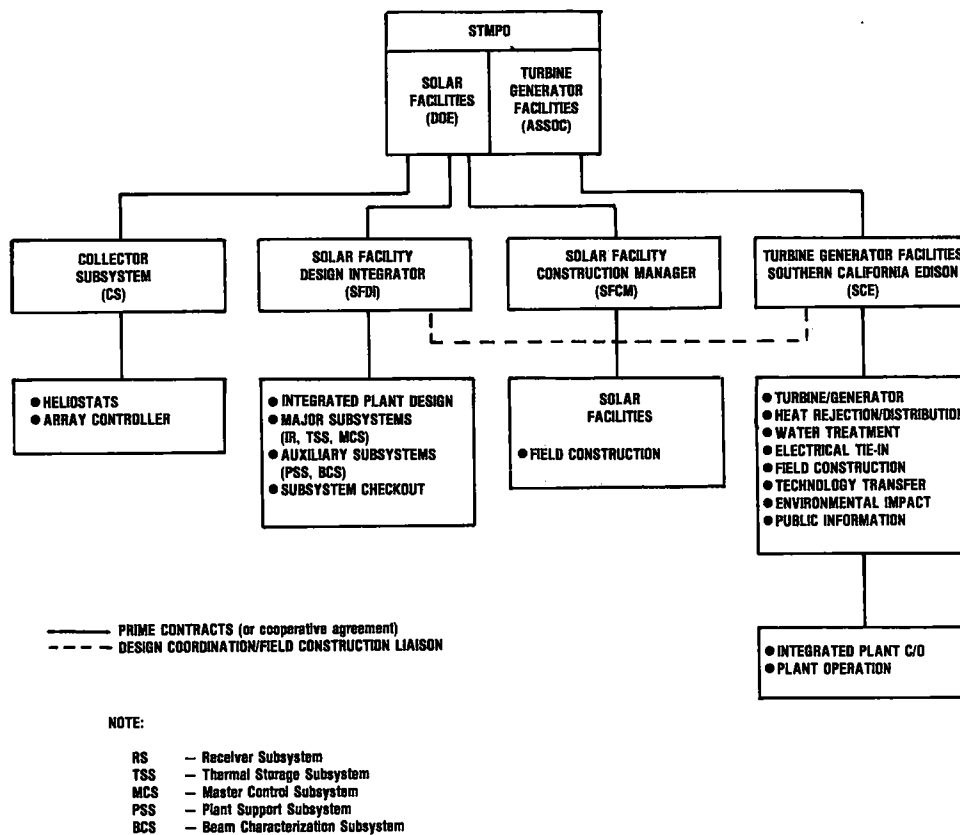 STMPO
SOLAR
FACILITIES
(DOE)
TURBINE
GENERATOR
FACILITIES
(ASSOC)
COLLECTOR
SUBSYSTEM
(CS)
SOLAR FACILITY
DESIGN INTEGRATOR
(SFDI)
SOLAR FACILITY
CONSTRUCTION MANAGER
(SFCM)
TURBINE GENERATOR FACILITIES
SOUTHERN CALIFORNIA EDISON
(SCE)
● HELIOSTATS
● ARRAY CONTROLLER
● INTEGRATED PLANT DESIGN
● MAJOR SUBSYSTEMS
(IR, TSS, MCS)
● AUXILIARY SUBSYSTEMS
(PSS, BCS)
● SUBSYSTEM CHECKOUT
SOLAR
FACILITIES
● FIELD CONSTRUCTION
● TURBINE/GENERATOR
● HEAT REJECTION/DISTRIBUTION
● WATER TREATMENT
● ELECTRICAL TIE-IN
● FIELD CONSTRUCTION
● TECHNOLOGY TRANSFER
● ENVIRONMENTAL IMPACT
● PUBLIC INFORMATION
● INTEGRATED PLANT C/O
● PLANT OPERATION
PRIME CONTRACTS (or cooperative agreement)
DESIGN COORDINATION/FIELD CONSTRUCTION LIAISON
NOTE:
RS — Receiver Subsystem
TSS — Thermal Storage Subsystem
MCS — Master Control Subsystem
PSS — Plant Support Subsystem
BCS — Beam Characterization Subsystem